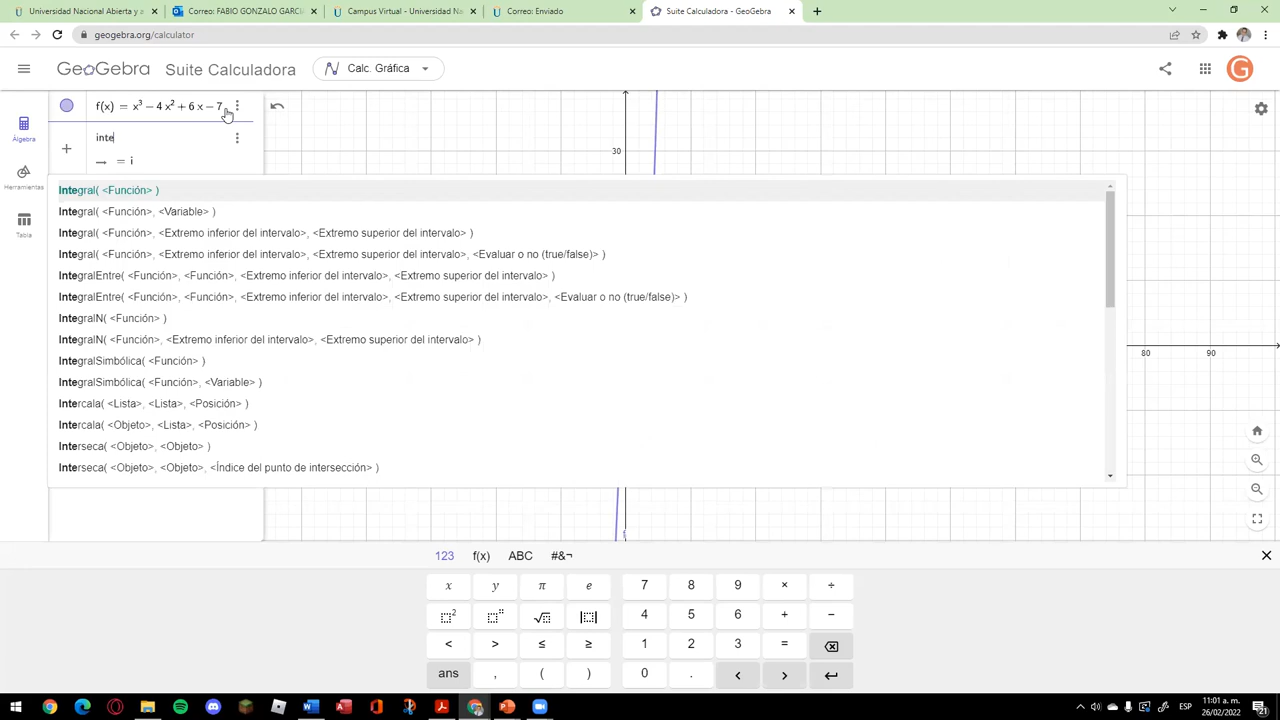 Universidad Nacional Abierta y a
Correo: FABIO GONZALO GARCI
Campus Virtual - Universidad Na
Correo: Enviado
Suite Calculadora - GeoGebra
geogebra.org/calculator
GeoGebra Suite Calculadora
Calc. Gráfica
G
Álgebra
Herramientas
Tabla
f(x) = x³ − 4 x² + 6 x − 7
inte
→ = i
Integral( <Función> )
Integral( <Función>, <Variable> )
Integral( <Función>, <Extremo inferior del intervalo>, <Extremo superior del intervalo> )
Integral( <Función>, <Extremo inferior del intervalo>, <Extremo superior del intervalo>, <Evaluar o no (true/false)> )
IntegralEntre( <Función>, <Función>, <Extremo inferior del intervalo>, <Extremo superior del intervalo> )
IntegralEntre( <Función>, <Función>, <Extremo inferior del intervalo>, <Extremo superior del intervalo>, <Evaluar o no (true/false)> )
IntegralN( <Función> )
IntegralN( <Función>, <Extremo inferior del intervalo>, <Extremo superior del intervalo> )
IntegralSimbólica( <Función> )
IntegralSimbólica( <Función>, <Variable> )
Intercala( <Lista>, <Lista>, <Posición> )
Intercala( <Objeto>, <Lista>, <Posición> )
Interseca( <Objeto>, <Objeto> )
Interseca( <Objeto>, <Objeto>, <Índice del punto de intersección> )
30
80 90
f
123 f(x) ABC #&¬
x y π e 7 8 9 × ÷
4 5 6 + −
< > ≤ ≥ 1 2 3 =
ans , ( ) 0 . < >
ESP
11:01 a. m.
26/02/2022
21